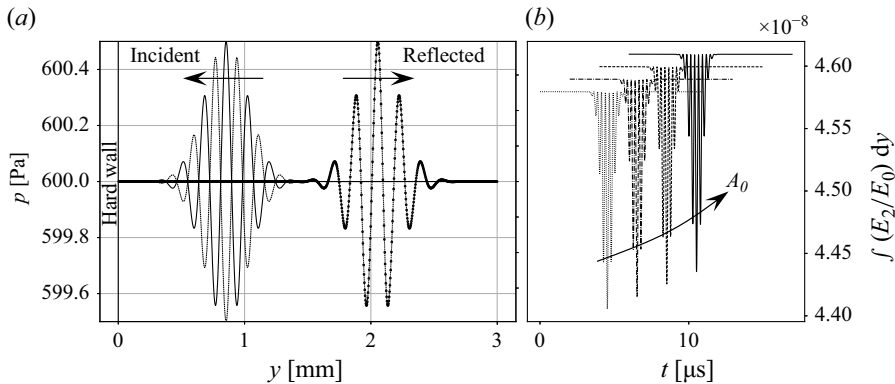 (a)
(b)
×10⁻⁸
Incident
Reflected
600.4
600.2
600.0
599.8
599.6
p [Pa]
Hard wall
0
1
2
3
y [mm]
A₀
4.60
4.55
4.50
4.45
4.40
∫ (E₂/E₀) dy
0
10
t [μs]